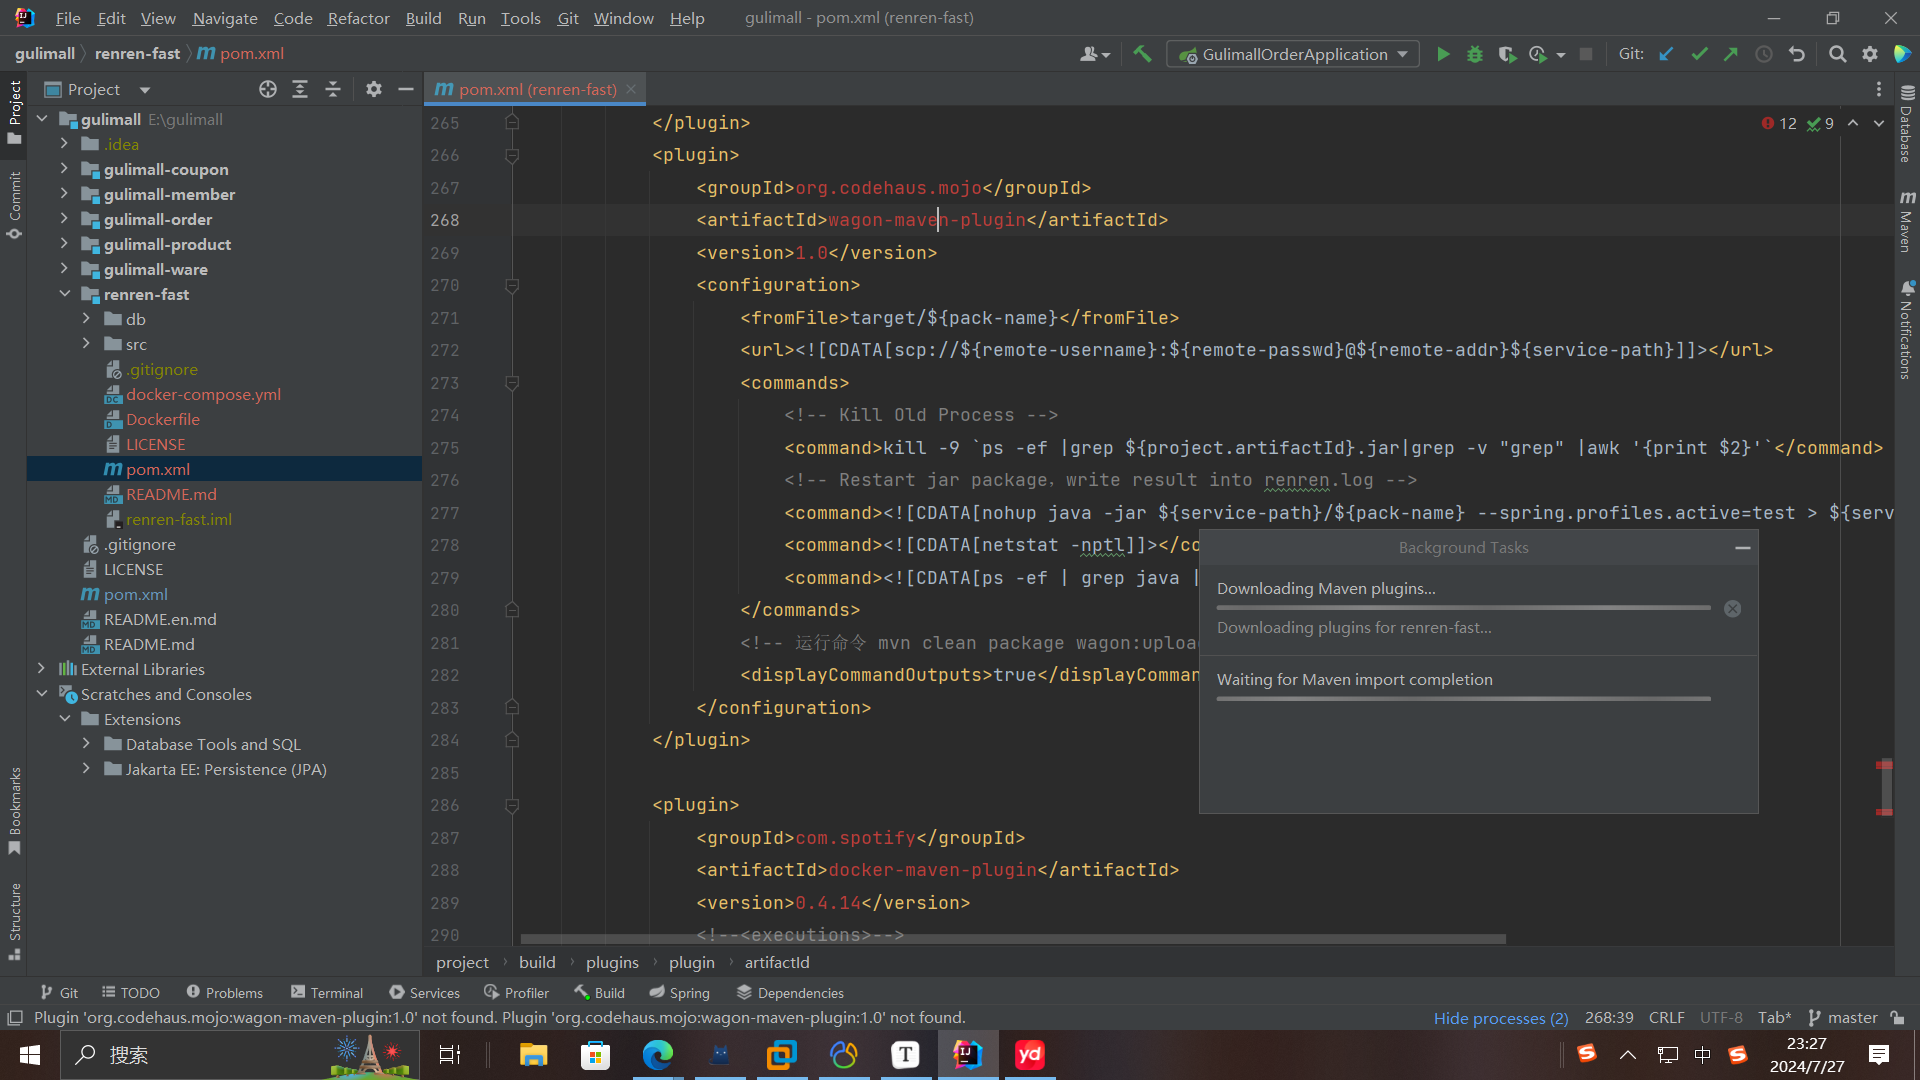 File Edit View Navigate Code Refactor Build Run Tools Git Window Help gulimall - pom.xml (renren-fast)
gulimall renren-fast pom.xml GulimallOrderApplication Git:
Project
pom.xml (renren-fast)
Project
Commit
Bookmarks
Structure
gulimall E:\gulimall
.idea
gulimall-coupon
gulimall-member
gulimall-order
gulimall-product
gulimall-ware
renren-fast
db
src
.gitignore
docker-compose.yml
Dockerfile
LICENSE
pom.xml
README.md
renren-fast.iml
.gitignore
LICENSE
pom.xml
README.en.md
README.md
External Libraries
Scratches and Consoles
Extensions
Database Tools and SQL
Jakarta EE: Persistence (JPA)
12 9
265 </plugin>
266 <plugin>
267 <groupId>org.codehaus.mojo</groupId>
268 <artifactId>wagon-maven-plugin</artifactId>
269 <version>1.0</version>
270 <configuration>
271 <fromFile>target/${pack-name}</fromFile>
272 <url><![CDATA[scp://${remote-username}:${remote-passwd}@${remote-addr}${service-path}]]></url>
273 <commands>
274 <!-- Kill Old Process -->
275 <command>kill -9 `ps -ef |grep ${project.artifactId}.jar|grep -v "grep" |awk '{print $2}'`</command>
276 <!-- Restart jar package，write result into renren.log -->
277 <command><![CDATA[nohup java -jar ${service-path}/${pack-name} --spring.profiles.active=test > ${serv
278 <command><![CDATA[netstat -nptl]]></co
279 <command><![CDATA[ps -ef | grep java |
280 </commands>
281 <!-- 运行命令 mvn clean package wagon:uploa
282 <displayCommandOutputs>true</displayComman
283 </configuration>
284 </plugin>
285
286 <plugin>
287 <groupId>com.spotify</groupId>
288 <artifactId>docker-maven-plugin</artifactId>
289 <version>0.4.14</version>
290 <!--<executions>-->
Background Tasks
Downloading Maven plugins...
Downloading plugins for renren-fast...
Waiting for Maven import completion
Database
Maven
Notifications
project build plugins plugin artifactId
Git TODO Problems Terminal Services Profiler Build Spring Dependencies
Plugin 'org.codehaus.mojo:wagon-maven-plugin:1.0' not found. Plugin 'org.codehaus.mojo:wagon-maven-plugin:1.0' not found. Hide processes (2) 268:39 CRLF UTF-8 Tab* master
搜索
T
yd
中
23:27
2024/7/27